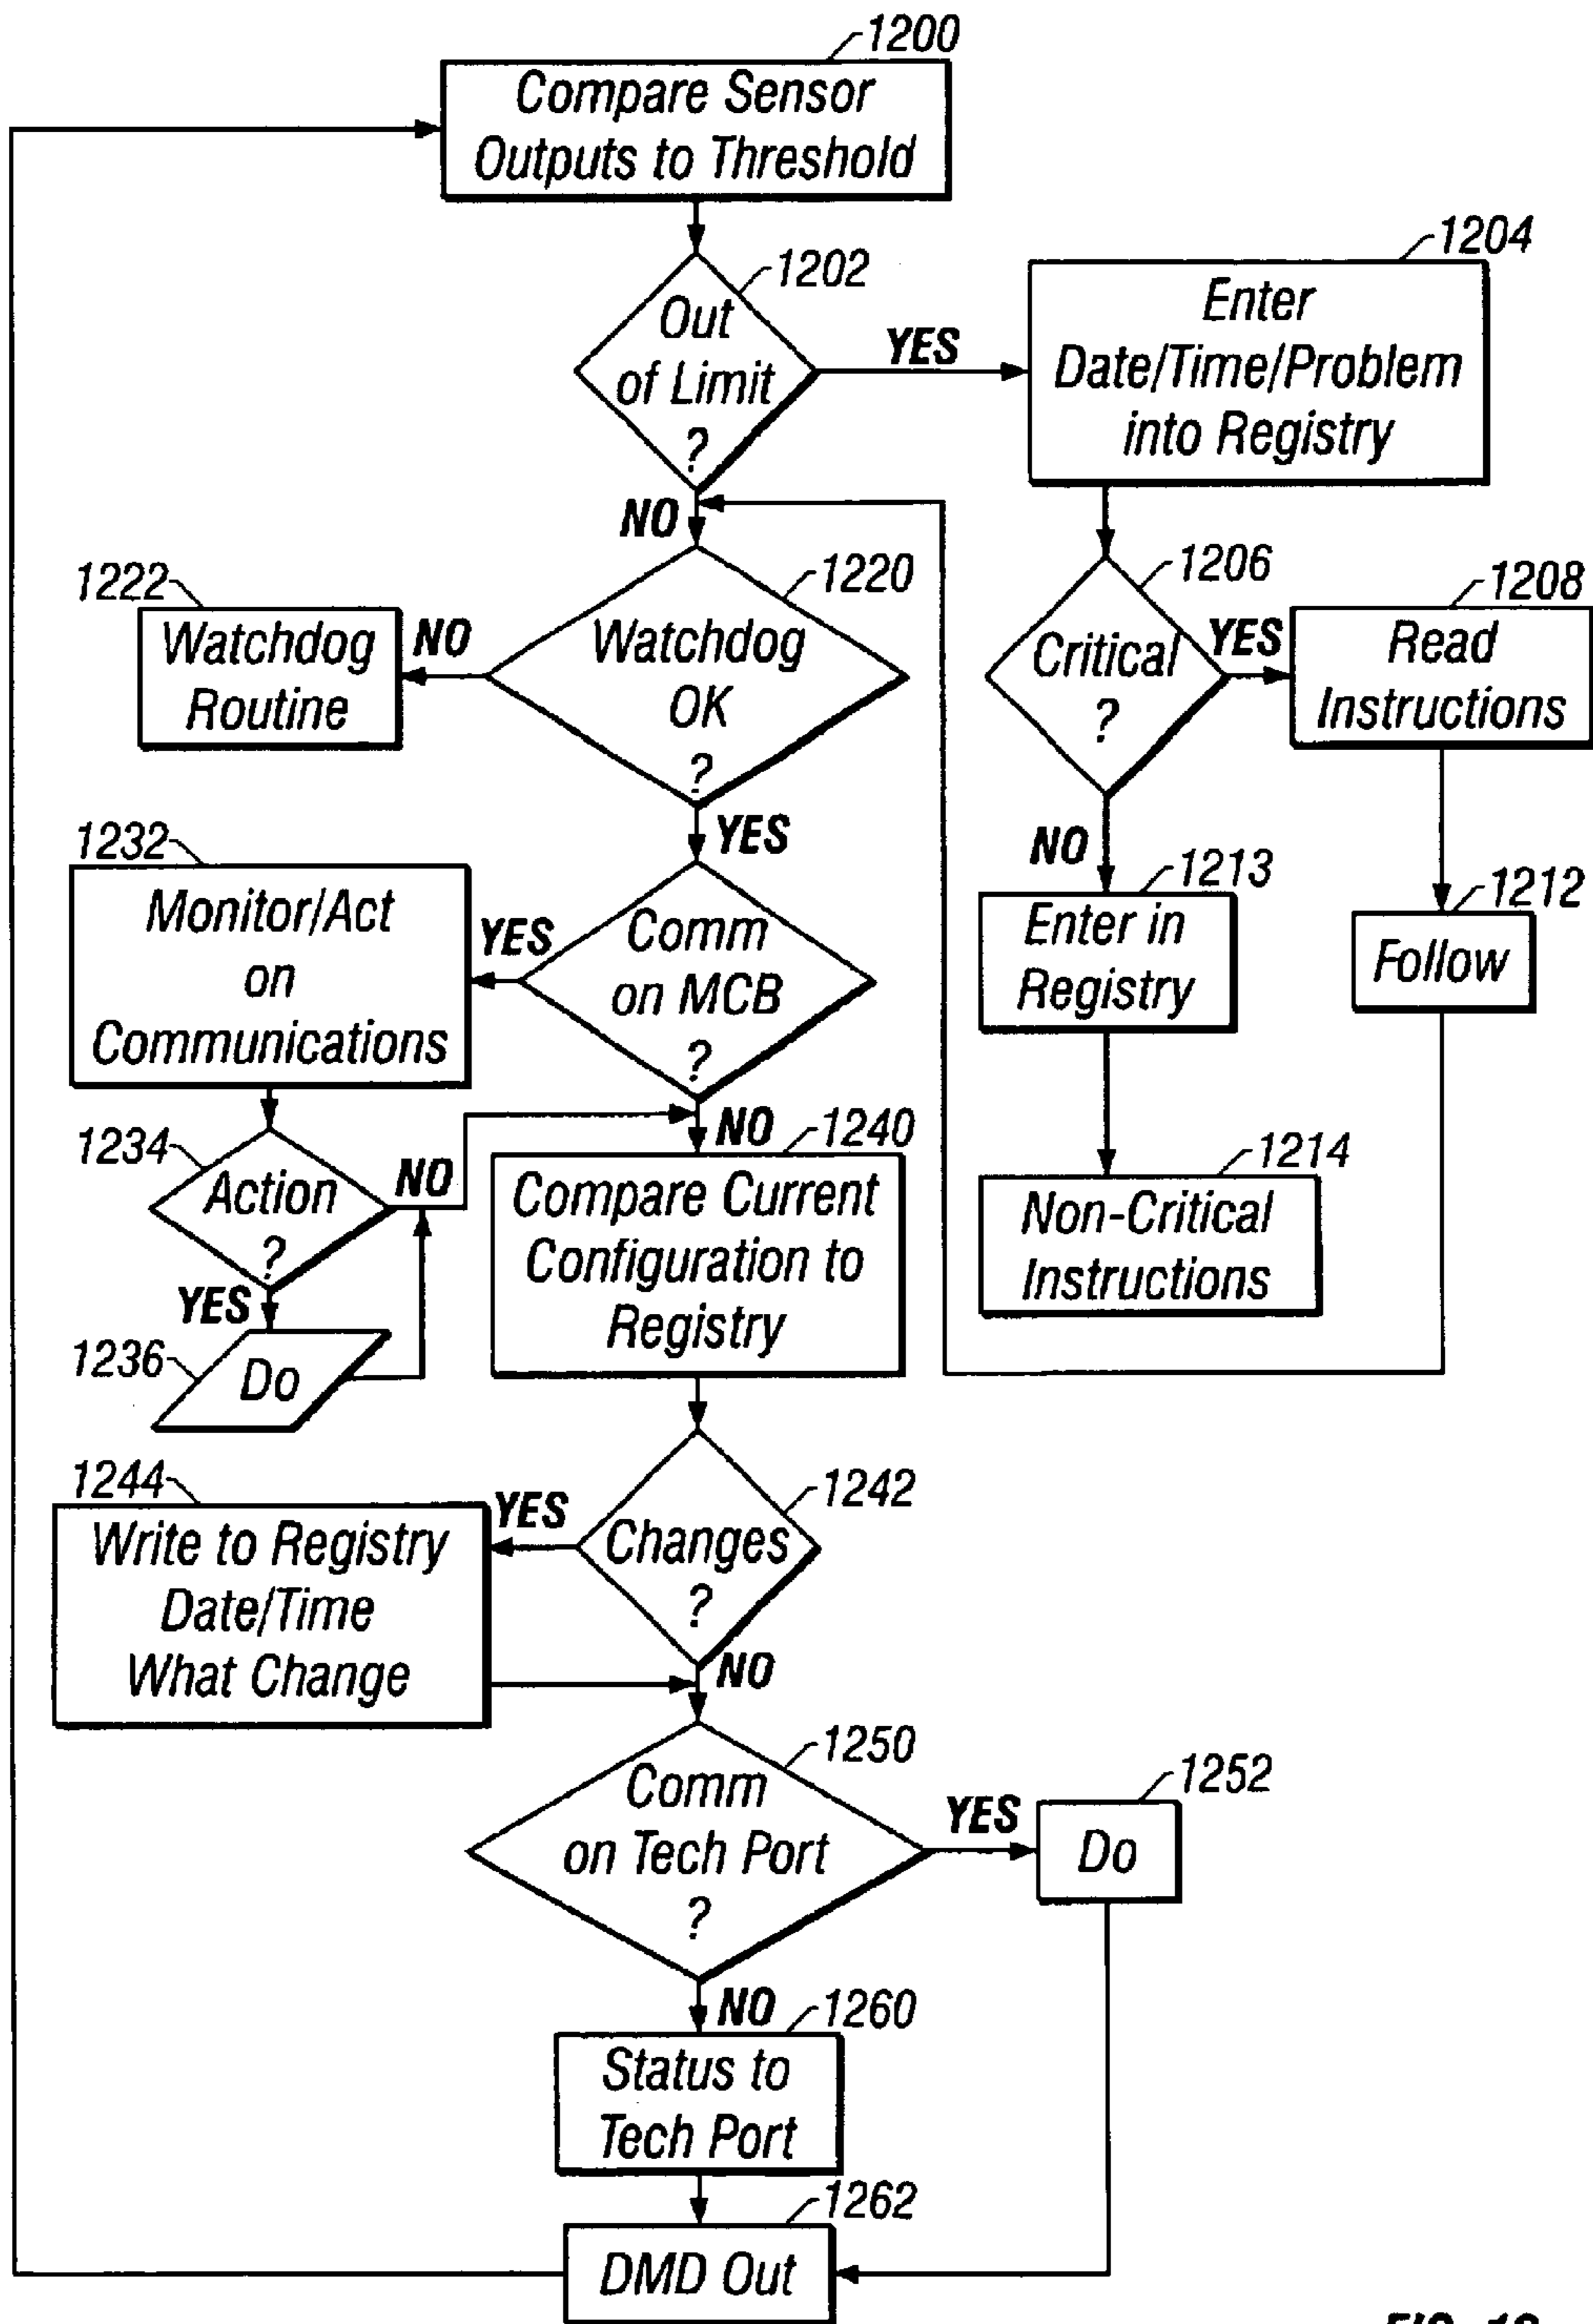 1200
Compare Sensor
Outputs to Threshold
1202
Out
of Limit
?
YES
1204
Enter
Date/Time/Problem
into Registry
NO
1206
Critical
?
YES
1208
Read
Instructions
1220
Watchdog
OK
?
NO
1222
Watchdog
Routine
YES
NO
1213
Enter in
Registry
1212
Follow
1214
Non-Critical
Instructions
Comm
on MCB
?
YES
1232
Monitor/Act
on
Communications
1234
Action
?
NO
YES
1236
Do
NO
1240
Compare Current
Configuration to
Registry
1242
Changes
?
YES
1244
Write to Registry
Date/Time
What Change
NO
1250
Comm
on Tech Port
?
YES
1252
Do
NO
1260
Status to
Tech Port
1262
DMD Out